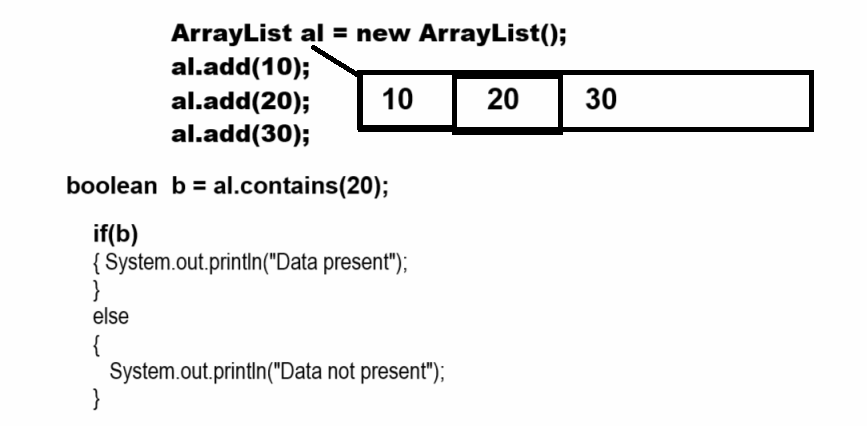 ArrayList al = new ArrayList();
al.add(10);
al.add(20);
al.add(30);
10 20 30
boolean b = al.contains(20);
if(b)
{ System.out.println("Data present");
}
else
{
System.out.println("Data not present");
}